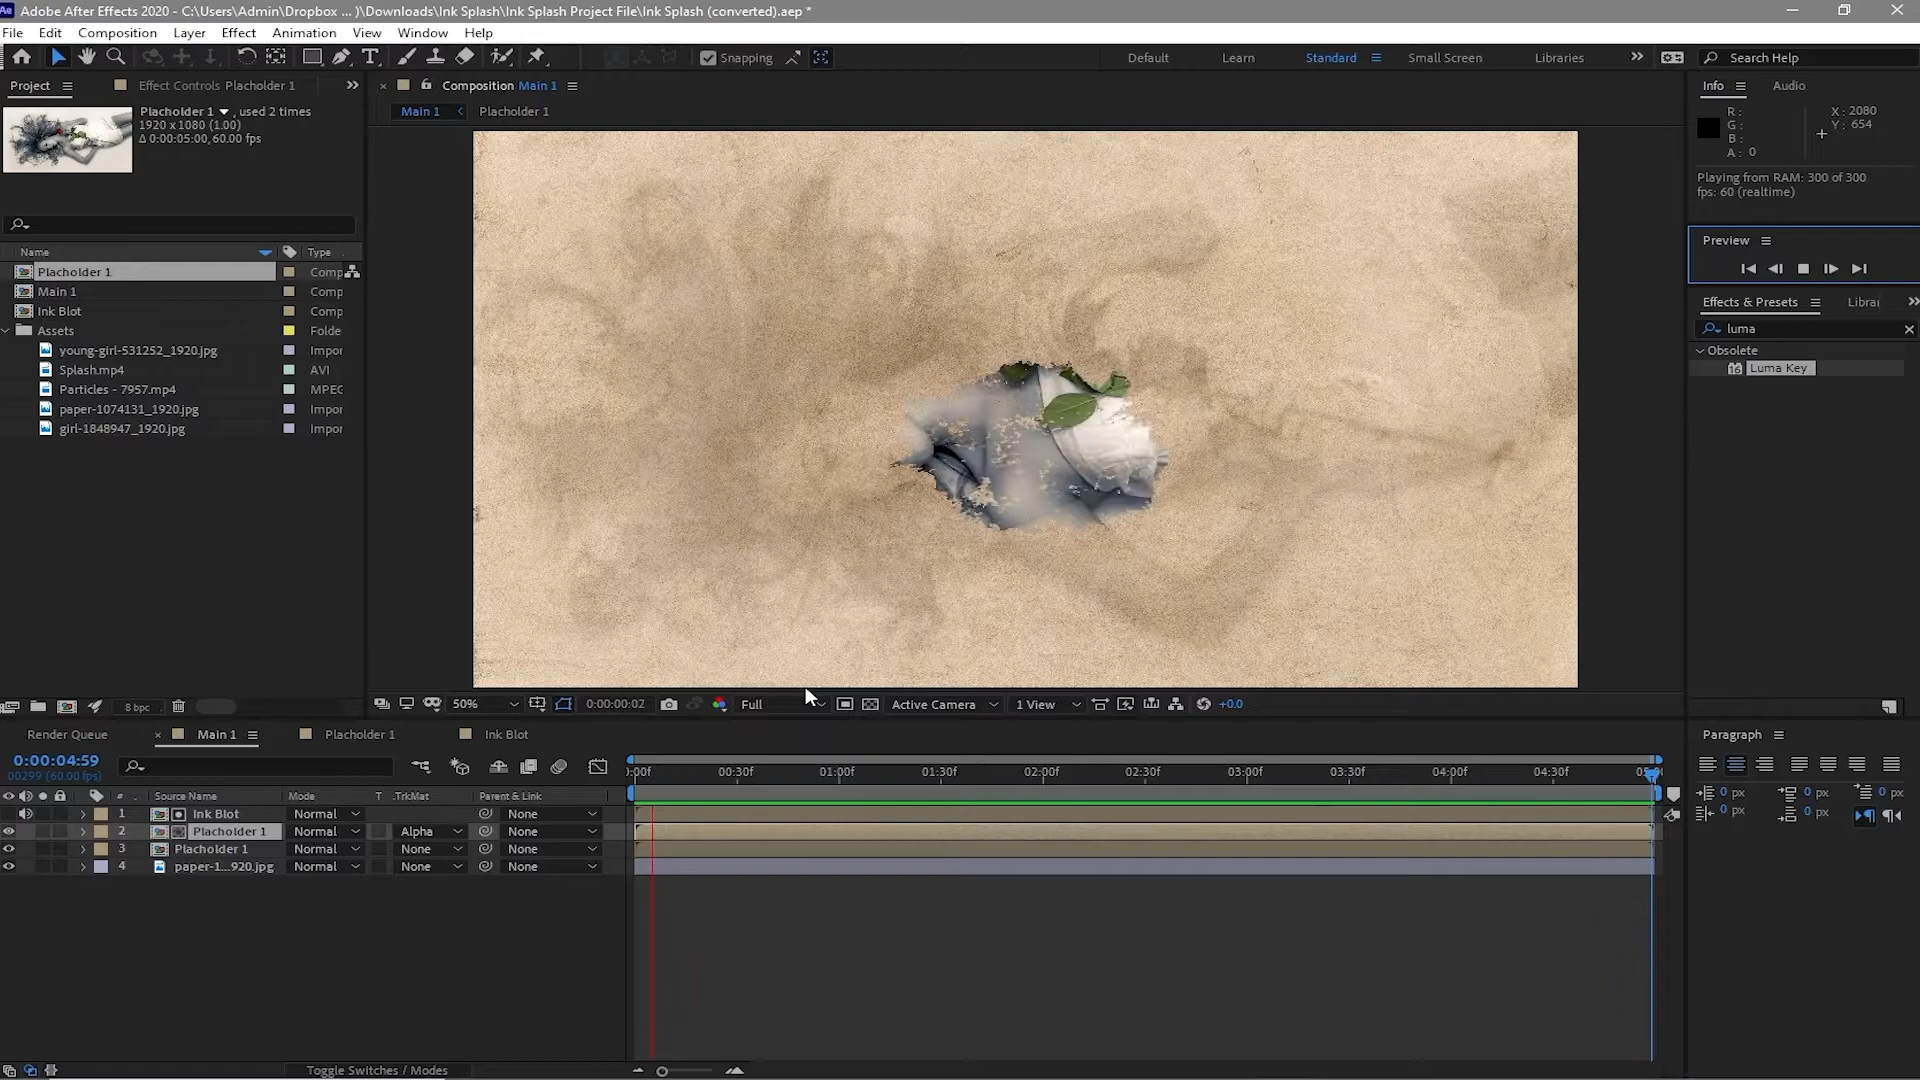 Ae Adobe After Effects 2020 - C:\Users\Admin\Dropbox ... )\Downloads\Ink Splash\Ink Splash Project File\Ink Splash (converted).aep *
File Edit Composition Layer Effect Animation View Window Help
Snapping Default Learn Standard Small Screen Libraries Search Help
Project Effect Controls Placholder 1
Placholder 1 , used 2 times
1920 x 1080 (1.00)
Δ 0:00:05:00, 60.00 fps
Name Type
Placholder 1 Comp
Main 1 Comp
Ink Blot Comp
Assets Folde
young-girl-531252_1920.jpg Impor
Splash.mp4 AVI
Particles - 7957.mp4 MPEG
paper-1074131_1920.jpg Impor
girl-1848947_1920.jpg Impor
8 bpc
Composition Main 1
Main 1 Placholder 1
50% 0:00:00:02 Full Active Camera 1 View +0.0
Info Audio
R :
G :
B :
A : 0
X : 2080
Y : 654
Playing from RAM: 300 of 300
fps: 60 (realtime)
Preview
Effects & Presets Librar
luma
Obsolete
Luma Key
Render Queue Main 1 Placholder 1 Ink Blot
0:00:04:59
00299 (60.00 fps)
# Source Name Mode T .TrkMat Parent & Link
1 Ink Blot Normal None
2 Placholder 1 Normal Alpha None
3 Placholder 1 Normal None None
4 paper-1...920.jpg Normal None None
:00f 00:30f 01:00f 01:30f 02:00f 02:30f 03:00f 03:30f 04:00f 04:30f
Toggle Switches / Modes
Paragraph
0 px 0 px 0 px
0 px 0 px